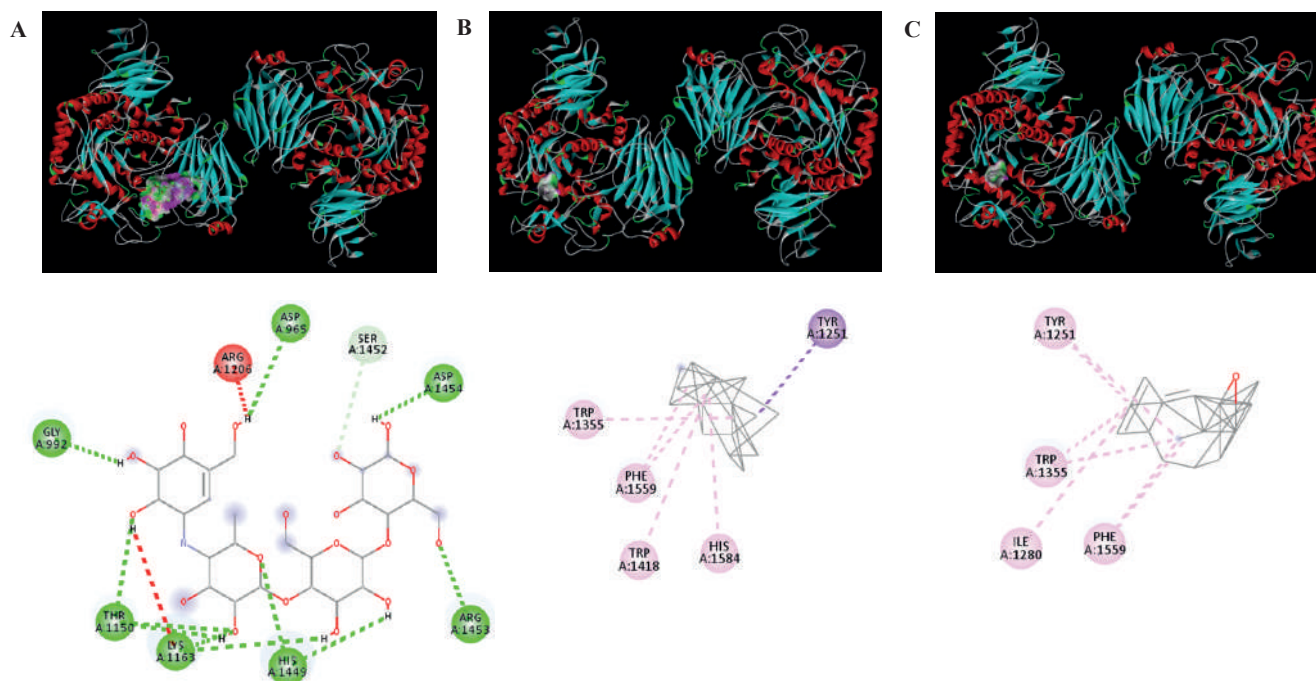 A
B
C
ASP
A:965
ARG
A:1206
SER
A:1452
ASP
A:1454
GLY
A:992
H
H
H
O
O
O
O
O
O
O
O
H
N
O
O
O
O
O
O
THR
A:1150
LYS
A:1163
O
O
H
O
H
O
O
H
HIS
A:1449
ARG
A:1453
TYR
A:1251
TRP
A:1355
PHE
A:1559
TRP
A:1418
HIS
A:1584
TYR
A:1251
O
TRP
A:1355
ILE
A:1280
PHE
A:1559